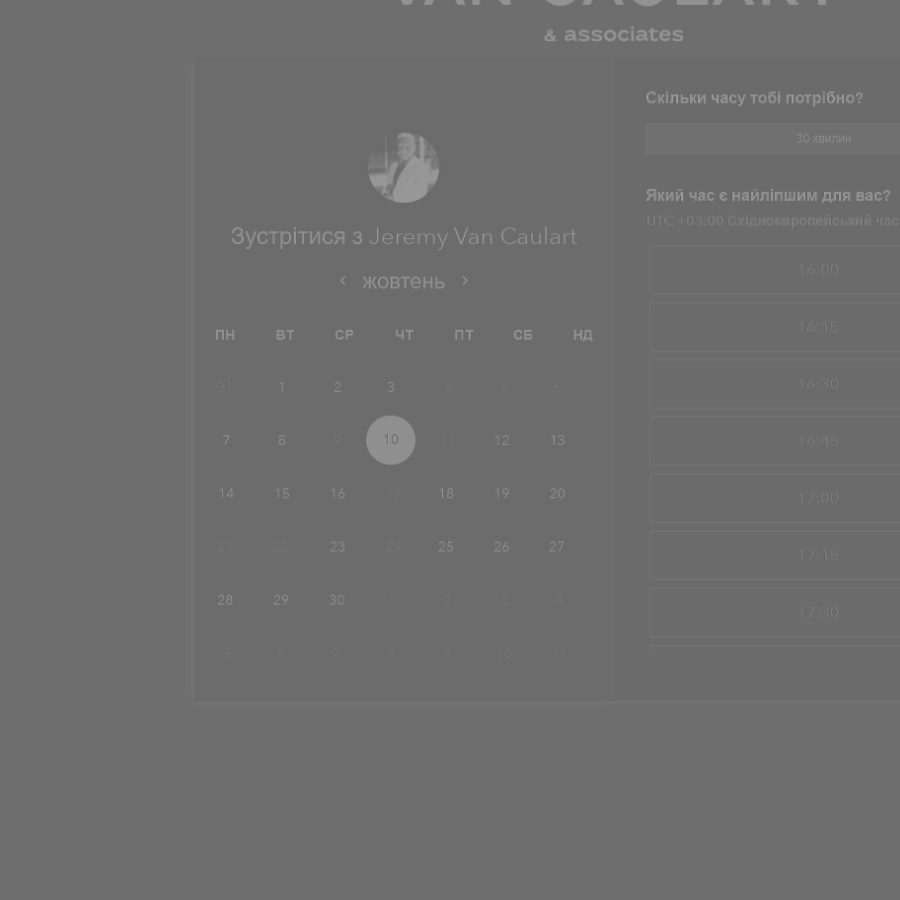 VAN CAULART
& associates
Зустрітися з Jeremy Van Caulart
жовтень
ПН ВТ СР ЧТ ПТ СБ НД
31 1 2 3 4 5 6
7 8 9 10 11 12 13
14 15 16 17 18 19 20
21 22 23 24 25 26 27
28 29 30 1 2 3 4
5 6 7 8 9 10 11
Скільки часу тобі потрібно?
30 хвилин
Який час є найліпшим для вас?
UTC +03:00 Східноєвропейський час
16:00
16:15
16:30
16:45
17:00
17:15
17:30